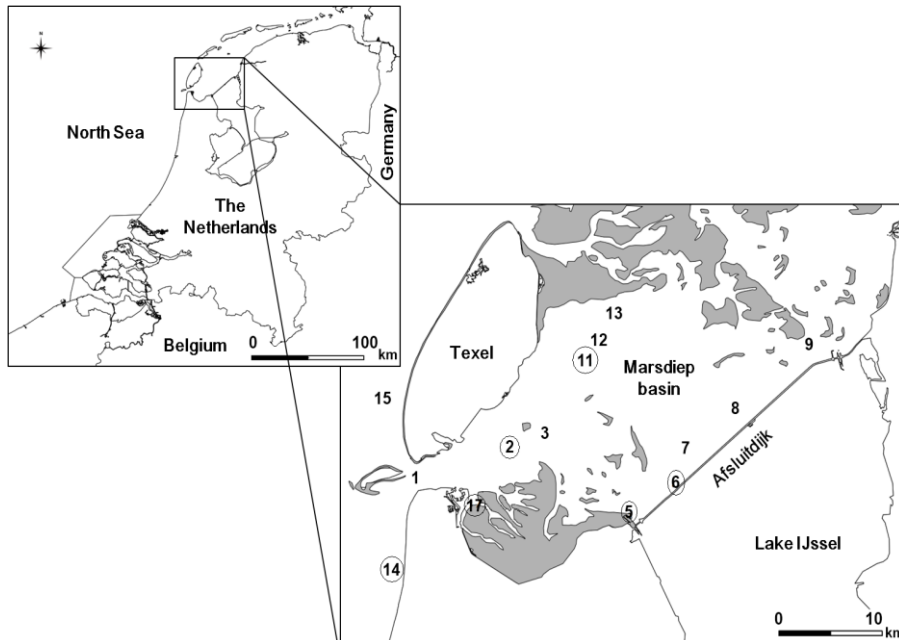 N
North Sea
Germany
The
Netherlands
Belgium
0 100
km
13
12
11
9
Texel
Marsdiep
basin
15
8
3
2
7
Afsluitdijk
1
6
17
5
Lake IJssel
14
0 10
km